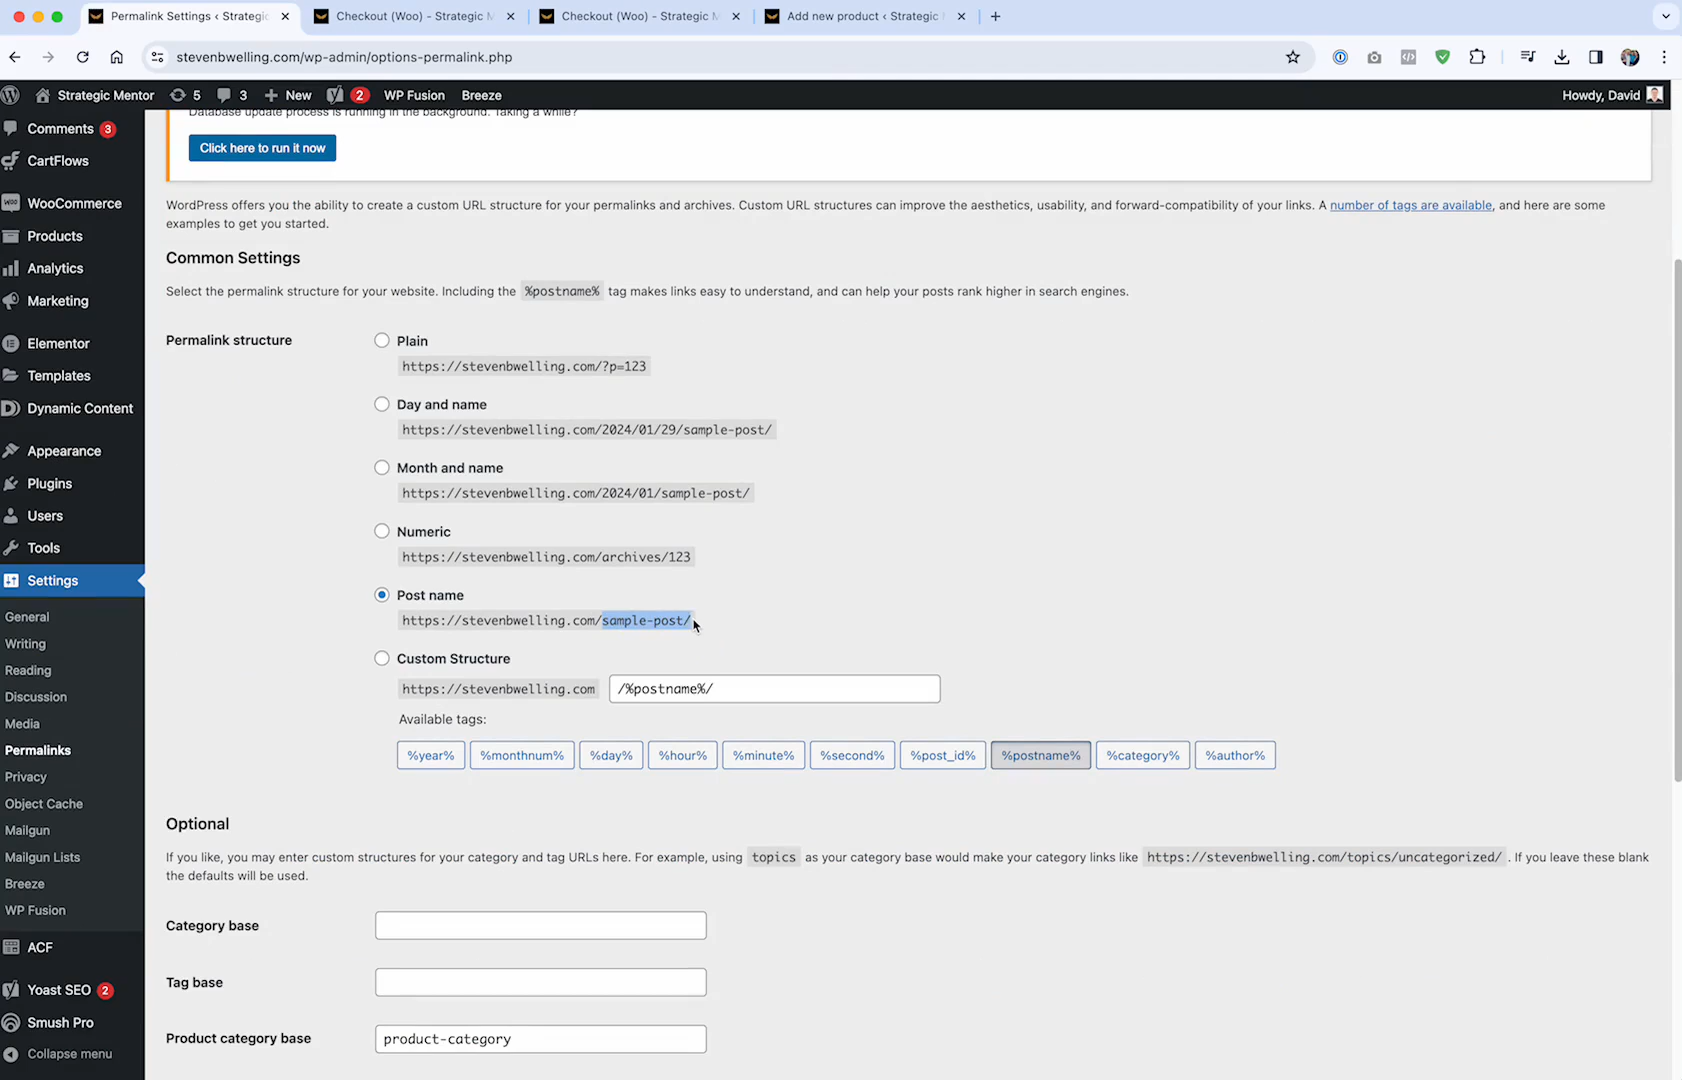 Permalink Settings ‹ Strategic
Checkout (Woo) - Strategic M
Checkout (Woo) - Strategic M
Add new product ‹ Strategic
stevenbwelling.com/wp-admin/options-permalink.php
Strategic Mentor 5 3 New 2 WP Fusion Breeze Howdy, David
Comments 3
CartFlows
WooCommerce
Products
Analytics
Marketing
Elementor
Templates
Dynamic Content
Appearance
Plugins
Users
Tools
Settings
General
Writing
Reading
Discussion
Media
Permalinks
Privacy
Object Cache
Mailgun
Mailgun Lists
Breeze
WP Fusion
ACF
Yoast SEO 2
Smush Pro
Collapse menu
Database update process is running in the background. Taking a while?
Click here to run it now
WordPress offers you the ability to create a custom URL structure for your permalinks and archives. Custom URL structures can improve the aesthetics, usability, and forward-compatibility of your links. A number of tags are available, and here are some
examples to get you started.
Common Settings
Select the permalink structure for your website. Including the %postname% tag makes links easy to understand, and can help your posts rank higher in search engines.
Permalink structure
Plain
https://stevenbwelling.com/?p=123
Day and name
https://stevenbwelling.com/2024/01/29/sample-post/
Month and name
https://stevenbwelling.com/2024/01/sample-post/
Numeric
https://stevenbwelling.com/archives/123
Post name
https://stevenbwelling.com/sample-post/
Custom Structure
https://stevenbwelling.com /%postname%/
Available tags:
%year% %monthnum% %day% %hour% %minute% %second% %post_id% %postname% %category% %author%
Optional
If you like, you may enter custom structures for your category and tag URLs here. For example, using topics as your category base would make your category links like https://stevenbwelling.com/topics/uncategorized/ . If you leave these blank
the defaults will be used.
Category base
Tag base
Product category base product-category